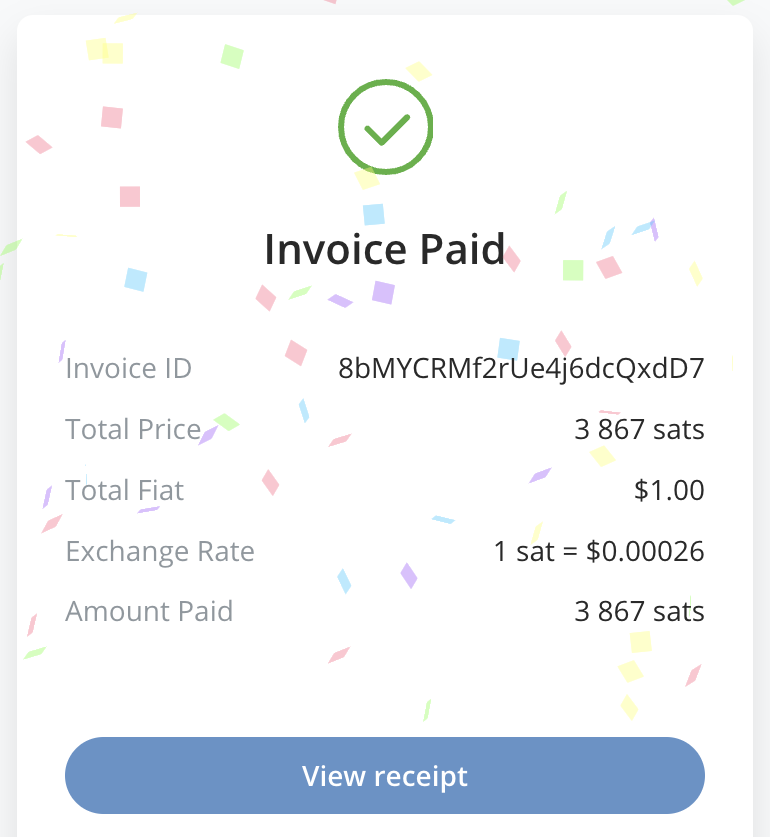 Invoice Paid
Invoice ID 8bMYCRMf2rUe4j6dcQxdD7
Total Price 3 867 sats
Total Fiat $1.00
Exchange Rate 1 sat = $0.00026
Amount Paid 3 867 sats
View receipt